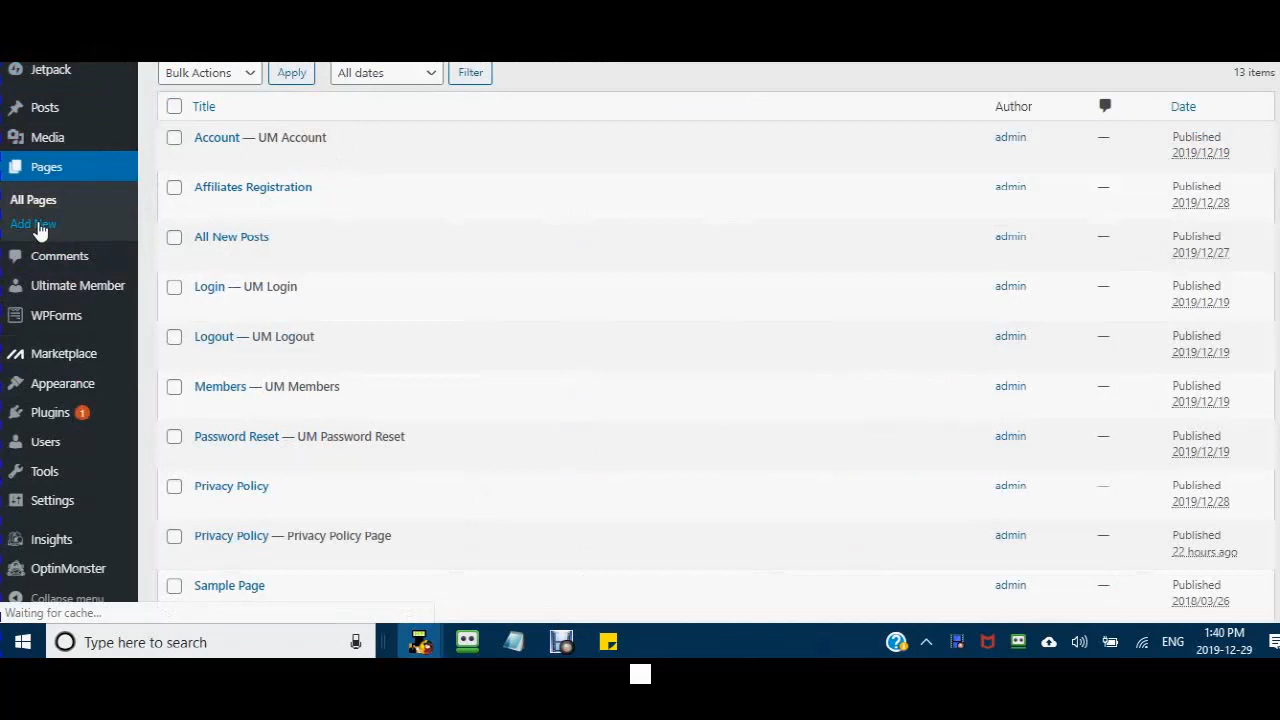 Jetpack
Posts
Media
Pages
All Pages
Add New
Comments
Ultimate Member
WPForms
Marketplace
Appearance
Plugins 1
Users
Tools
Settings
Insights
OptinMonster
Collapse menu
Bulk Actions Apply All dates Filter 13 items
Title Author Date
Account — UM Account admin — Published
2019/12/19
Affiliates Registration admin — Published
2019/12/28
All New Posts admin — Published
2019/12/27
Login — UM Login admin — Published
2019/12/19
Logout — UM Logout admin — Published
2019/12/19
Members — UM Members admin — Published
2019/12/19
Password Reset — UM Password Reset admin — Published
2019/12/19
Privacy Policy admin — Published
2019/12/28
Privacy Policy — Privacy Policy Page admin — Published
22 hours ago
Sample Page admin — Published
2018/03/26
Waiting for cache...
Type here to search
ENG
1:40 PM
2019-12-29